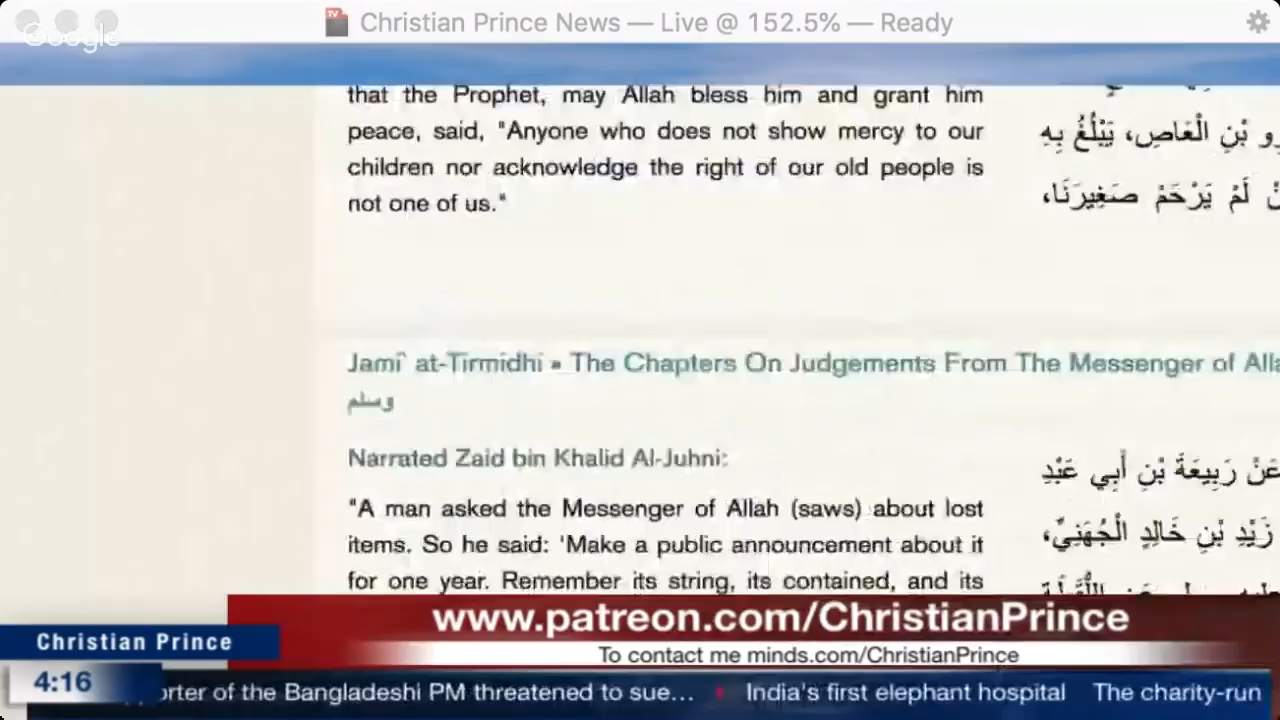 Christian Prince News — Live @ 152.5% — Ready
Google
that the Prophet, may Allah bless him and grant him
peace, said, "Anyone who does not show mercy to our
children nor acknowledge the right of our old people is
not one of us."
و بْنِ الْعَاصِ، يَبْلُغُ بِهِ
لَمْ يَرْحَمْ صَغِيرَنَا،
Jami` at-Tirmidhi » The Chapters On Judgements From The Messenger of
وسلم
Narrated Zaid bin Khalid Al-Juhni:
"A man asked the Messenger of Allah (saws) about lost
items. So he said: 'Make a public announcement about it
for one year. Remember its string, its contained, and its
عَنْ رَبِيعَةَ بْنِ أَبِي عَبْدِ
زَيْدِ بْنِ خَالِدٍ الْجُهَنِيِّ،
www.patreon.com/ChristianPrince
To contact me minds.com/ChristianPrince
Christian Prince
4:16
orter of the Bangladeshi PM threatened to sue... • India's first elephant hospital The charity-run